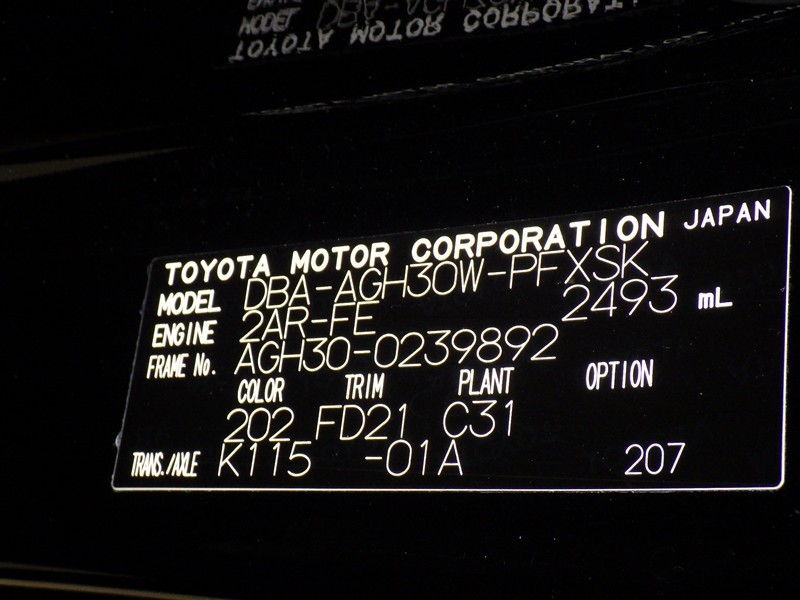 TOYOTA MOTOR CORPORATION JAPAN
MODEL DBA-AGH30W-PFXSK
ENGINE 2AR-FE 2493 mL
FRAME No. AGH30-0239892
COLOR TRIM PLANT OPTION
202 FD21 C31
TRANS./AXLE K115 -01A 207